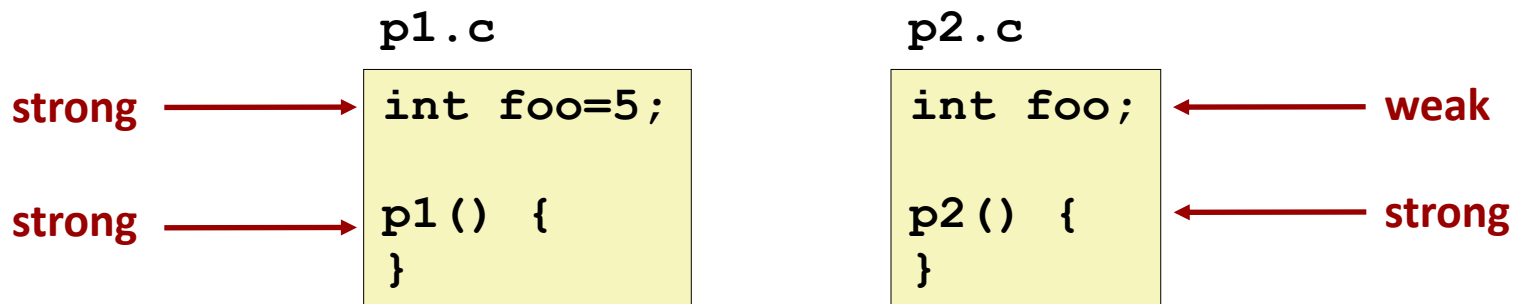 p1.c
p2.c
strong
int foo=5;
int foo;
weak
strong
p1() {
p2() {
strong
}
}